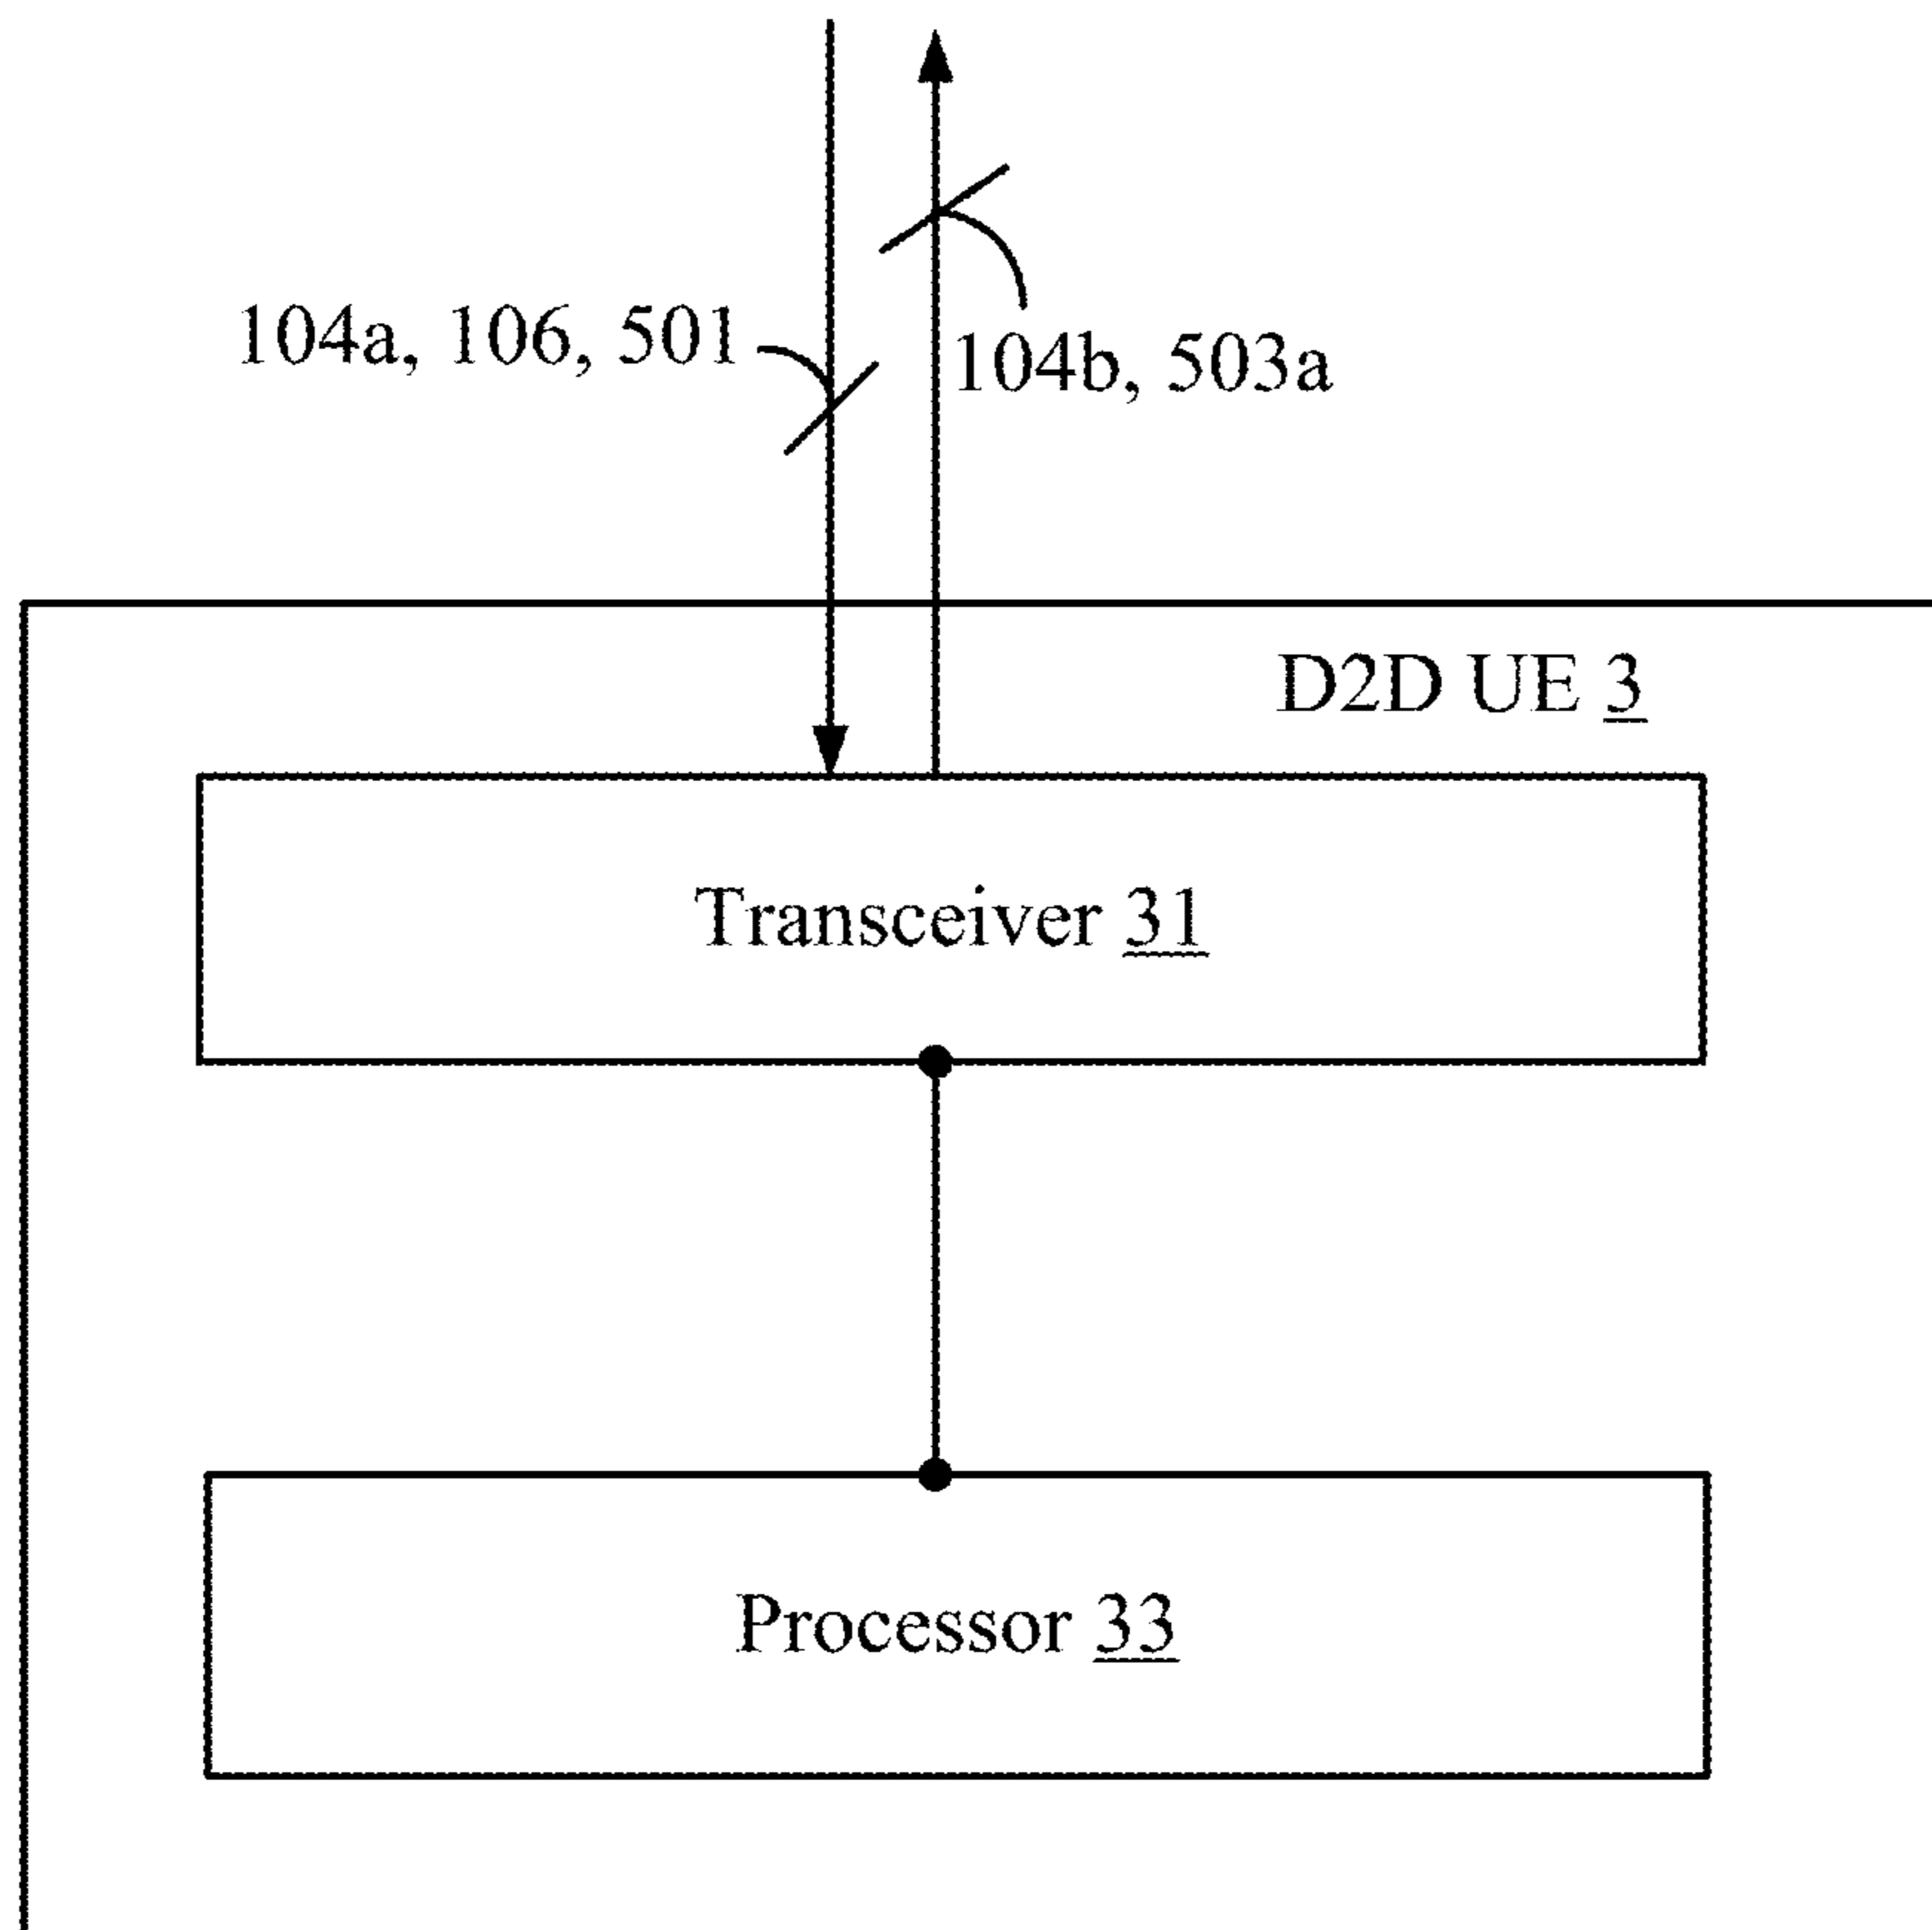 104a, 106, 501
104b, 503a
D2D UE 3
Transceiver 31
Processor 33